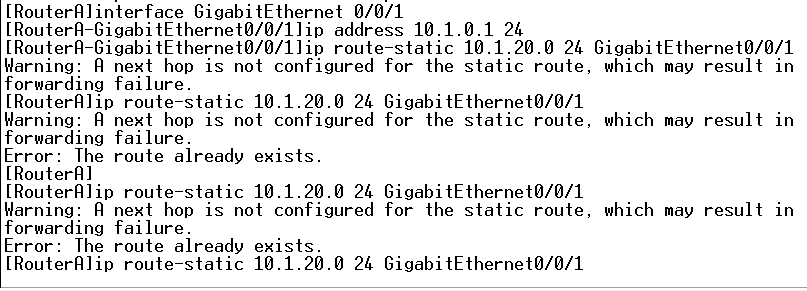 [RouterA]interface GigabitEthernet 0/0/1
[RouterA-GigabitEthernet0/0/1]ip address 10.1.0.1 24
[RouterA-GigabitEthernet0/0/1]ip route-static 10.1.20.0 24 GigabitEthernet0/0/1
Warning: A next hop is not configured for the static route, which may result in
forwarding failure.
[RouterA]ip route-static 10.1.20.0 24 GigabitEthernet0/0/1
Warning: A next hop is not configured for the static route, which may result in
forwarding failure.
Error: The route already exists.
[RouterA]
[RouterA]ip route-static 10.1.20.0 24 GigabitEthernet0/0/1
Warning: A next hop is not configured for the static route, which may result in
forwarding failure.
Error: The route already exists.
[RouterA]ip route-static 10.1.20.0 24 GigabitEthernet0/0/1